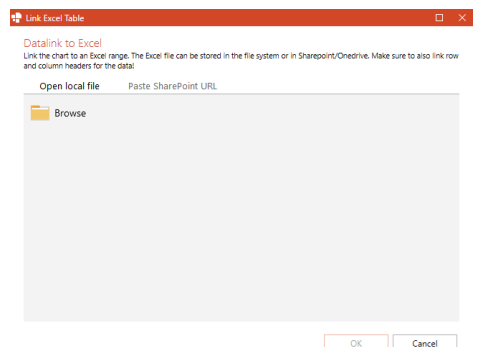 Link Excel Table
Datalink to Excel
Link the chart to an Excel range. The Excel file can be stored in the file system or in Sharepoint/Onedrive. Make sure to also link row
and column headers for the data!
Open local file Paste SharePoint URL
Browse
OK Cancel